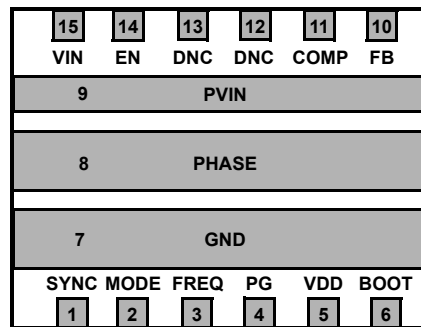 15 14 13 12 11 10
VIN EN DNC DNC COMP FB
9 PVIN
8 PHASE
7 GND
SYNC MODE FREQ PG VDD BOOT
1 2 3 4 5 6